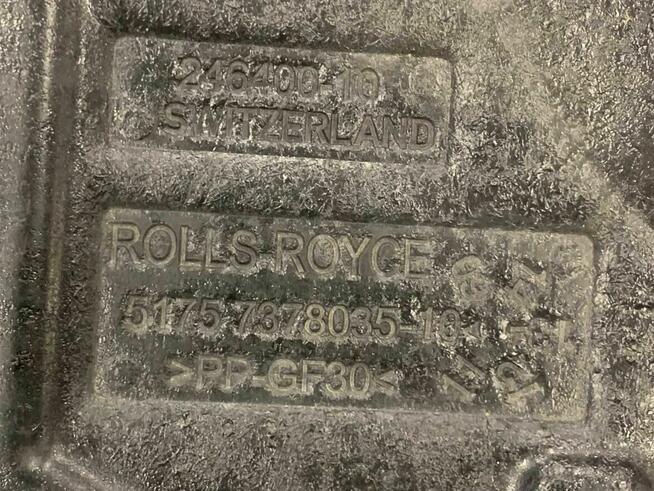 246400-10
SWITZERLAND
ROLLS-ROYCE
5175 7378035-10
>PP-GF30<